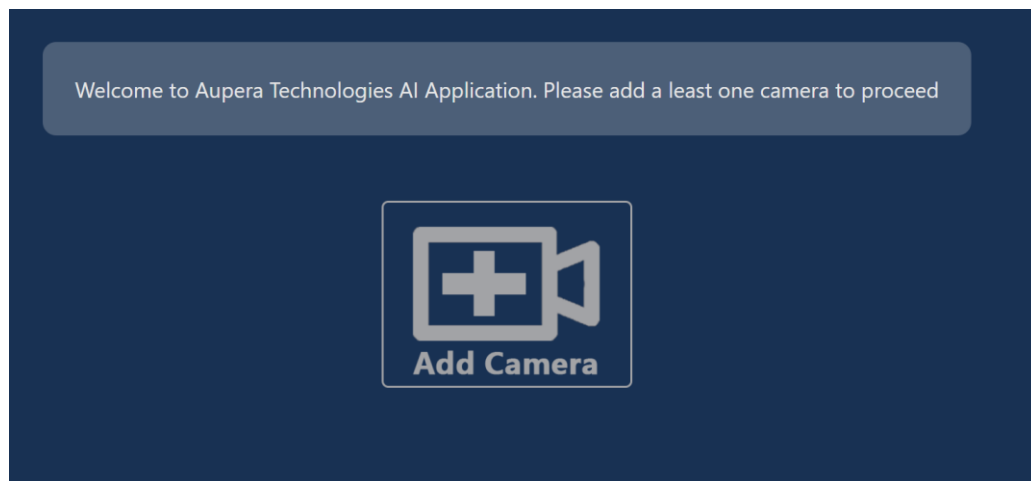 Welcome to Aupera Technologies AI Application. Please add a least one camera to proceed
Add Camera